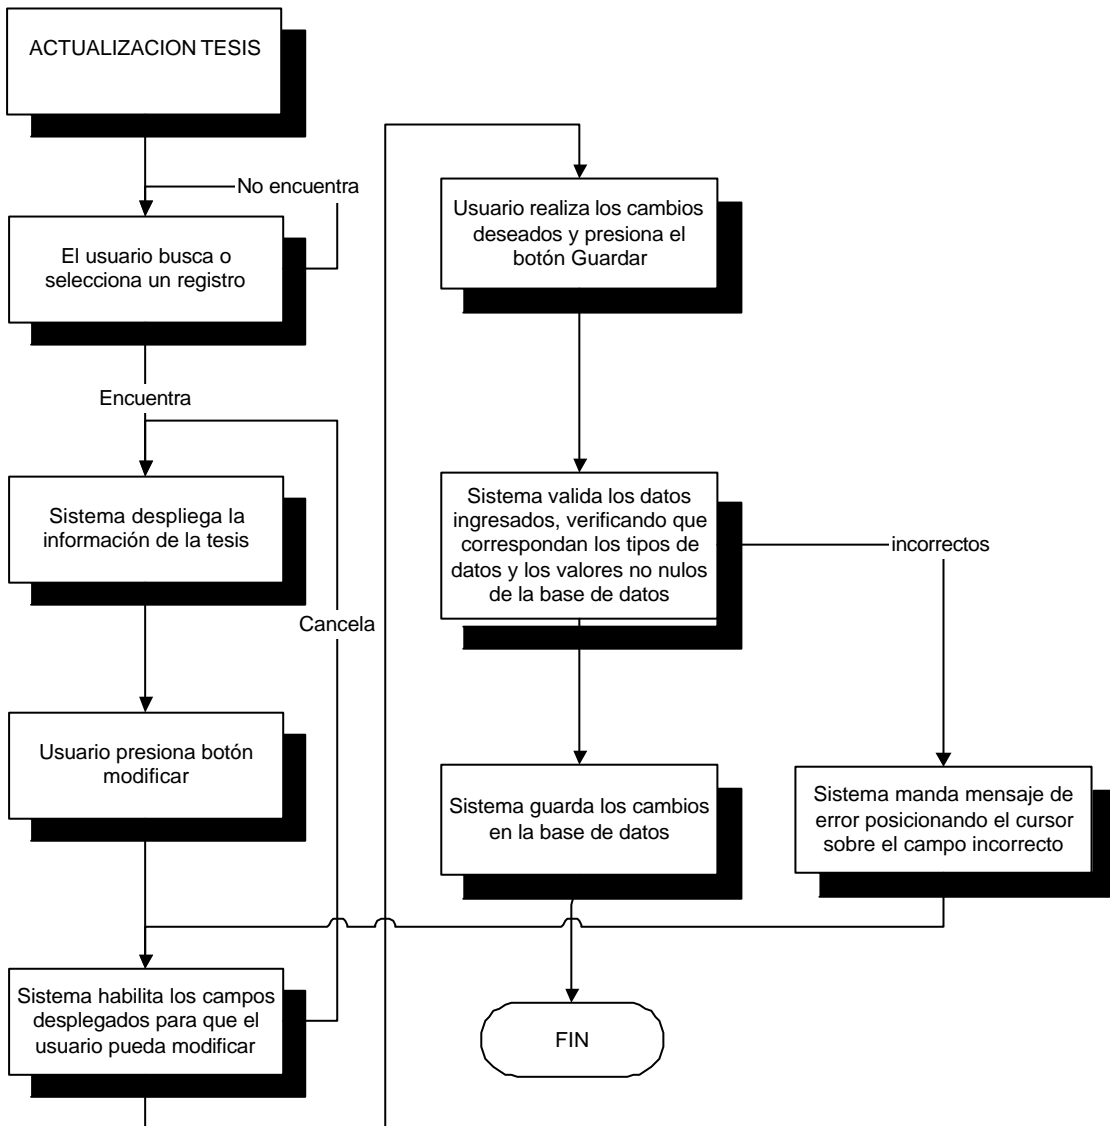 ACTUALIZACION TESIS
No encuentra
El usuario busca o
selecciona un registro
Encuentra
Sistema despliega la
información de la tesis
Cancela
Usuario presiona botón
modificar
Sistema habilita los campos
desplegados para que el
usuario pueda modificar
Usuario realiza los cambios
deseados y presiona el
botón Guardar
Sistema valida los datos
ingresados, verificando que
correspondan los tipos de
datos y los valores no nulos
de la base de datos
incorrectos
Sistema guarda los cambios
en la base de datos
Sistema manda mensaje de
error posicionando el cursor
sobre el campo incorrecto
FIN